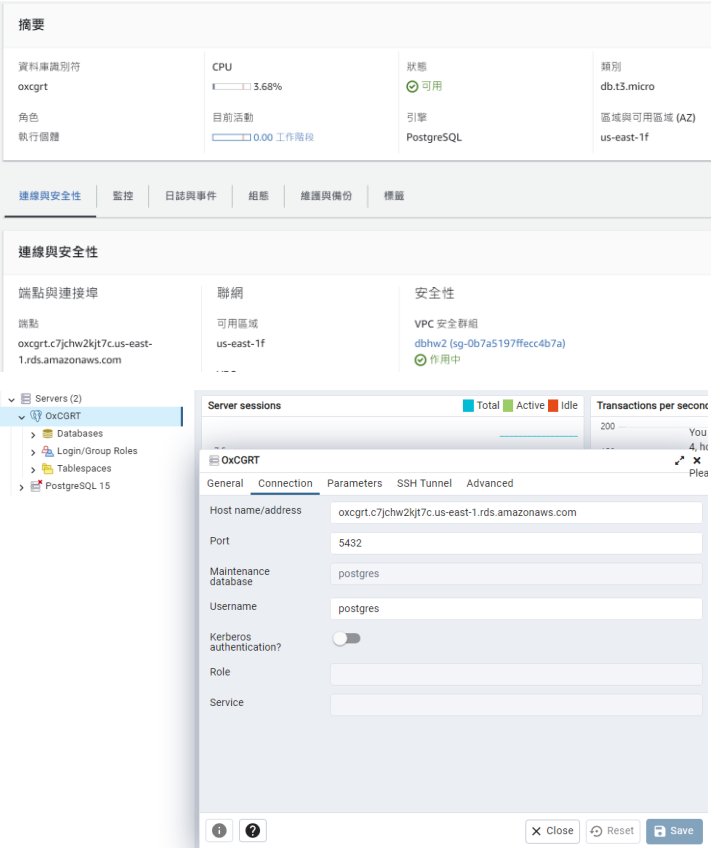 摘要
資料庫識別符
oxcgrt
CPU
3.68%
狀態
可用
類別
db.t3.micro
角色
執行個體
目前活動
0.00 工作階段
引擎
PostgreSQL
區域與可用區域 (AZ)
us-east-1f
連線與安全性 監控 日誌與事件 組態 維護與備份 標籤
連線與安全性
端點與連接埠
端點
oxcgrt.c7jchw2kjt7c.us-east-
1.rds.amazonaws.com
聯網
可用區域
us-east-1f
安全性
VPC 安全群組
dbhw2 (sg-0b7a5197ffecc4b7a)
作用中
Servers (2)
OxCGRT
Databases
Login/Group Roles
Tablespaces
PostgreSQL 15
Server sessions
Total Active Idle
Transactions per second
200
You
4, h
Plea
OxCGRT
General Connection Parameters SSH Tunnel Advanced
Host name/address
oxcgrt.c7jchw2kjt7c.us-east-1.rds.amazonaws.com
Port
5432
Maintenance
database
postgres
Username
postgres
Kerberos
authentication?
Role
Service
Close Reset Save